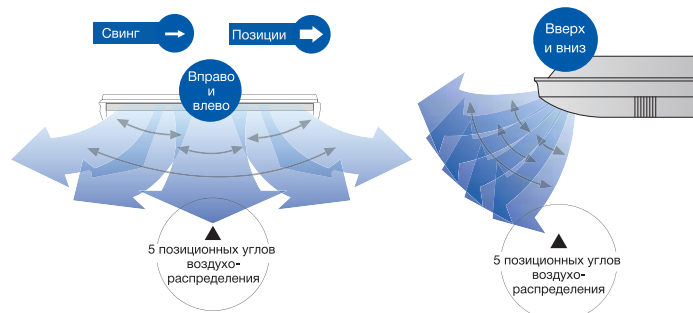 Свинг
Позиции
Вправо
и
влево
Вверх
и вниз
5 позиционных углов
воздухо-
распределения
5 позиционных углов
воздухо-
распределения